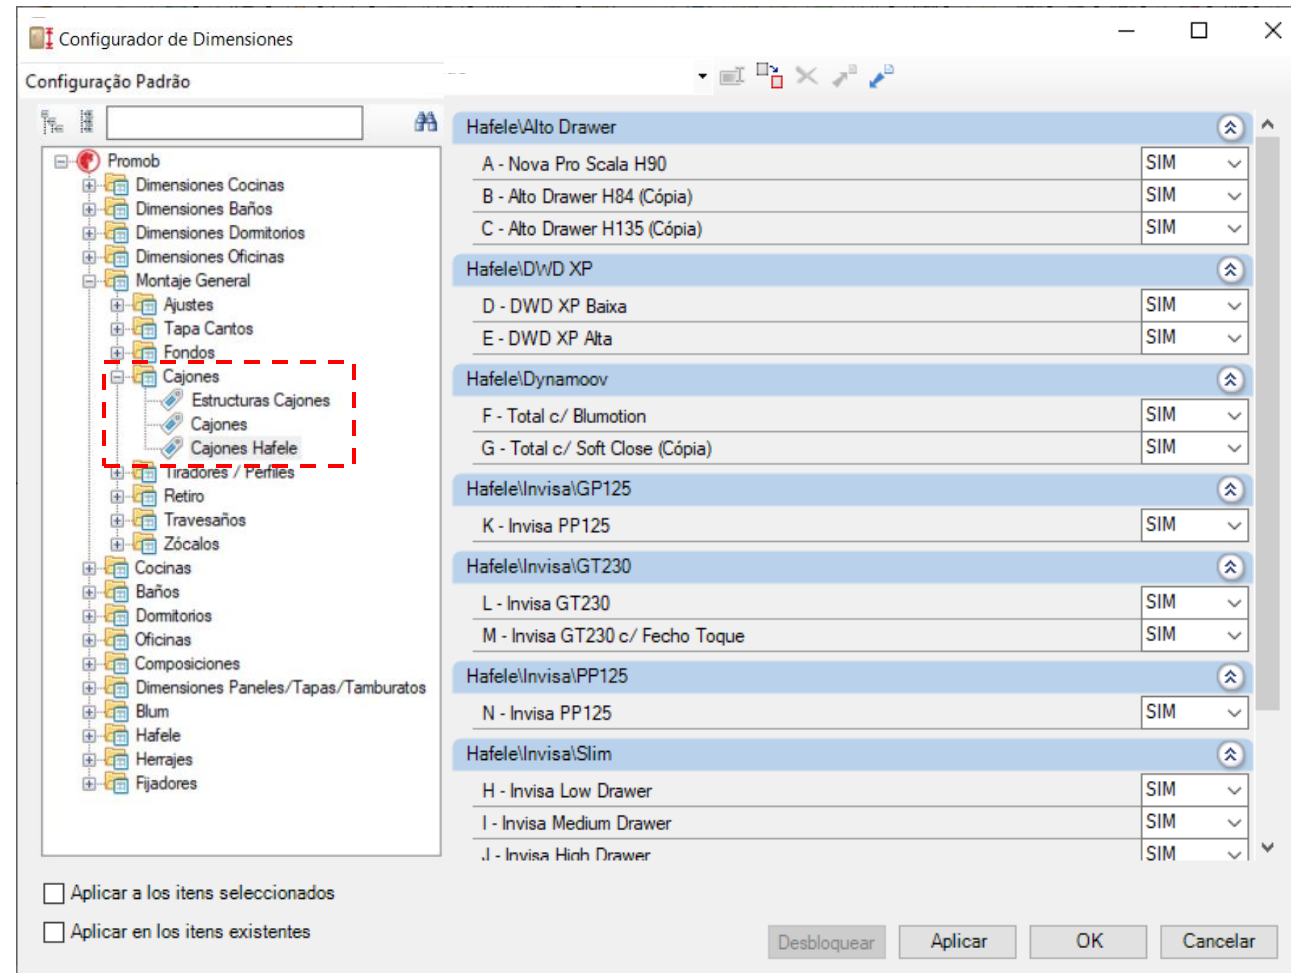 Configurador de Dimensiones
Configuração Padrão
Promob
Dimensiones Cocinas
Dimensiones Baños
Dimensiones Dormitorios
Dimensiones Oficinas
Montaje General
Ajustes
Tapa Cantos
Fondos
Cajones
Estructuras Cajones
Cajones
Cajones Hafele
Tiradores / Perfiles
Retiro
Travesaños
Zócalos
Cocinas
Baños
Dormitorios
Oficinas
Composiciones
Dimensiones Paneles/Tapas/Tamburatos
Blum
Hafele
Herrajes
Fijadores
Hafele\Alto Drawer
A - Nova Pro Scala H90 SIM
B - Alto Drawer H84 (Cópia) SIM
C - Alto Drawer H135 (Cópia) SIM
Hafele\DWD XP
D - DWD XP Baixa SIM
E - DWD XP Alta SIM
Hafele\Dynamoov
F - Total c/ Blumotion SIM
G - Total c/ Soft Close (Cópia) SIM
Hafele\Invisa\GP125
K - Invisa PP125 SIM
Hafele\Invisa\GT230
L - Invisa GT230 SIM
M - Invisa GT230 c/ Fecho Toque SIM
Hafele\Invisa\PP125
N - Invisa PP125 SIM
Hafele\Invisa\Slim
H - Invisa Low Drawer SIM
I - Invisa Medium Drawer SIM
J - Invisa High Drawer SIM
Aplicar a los itens seleccionados
Aplicar en los itens existentes
Desbloquear Aplicar OK Cancelar